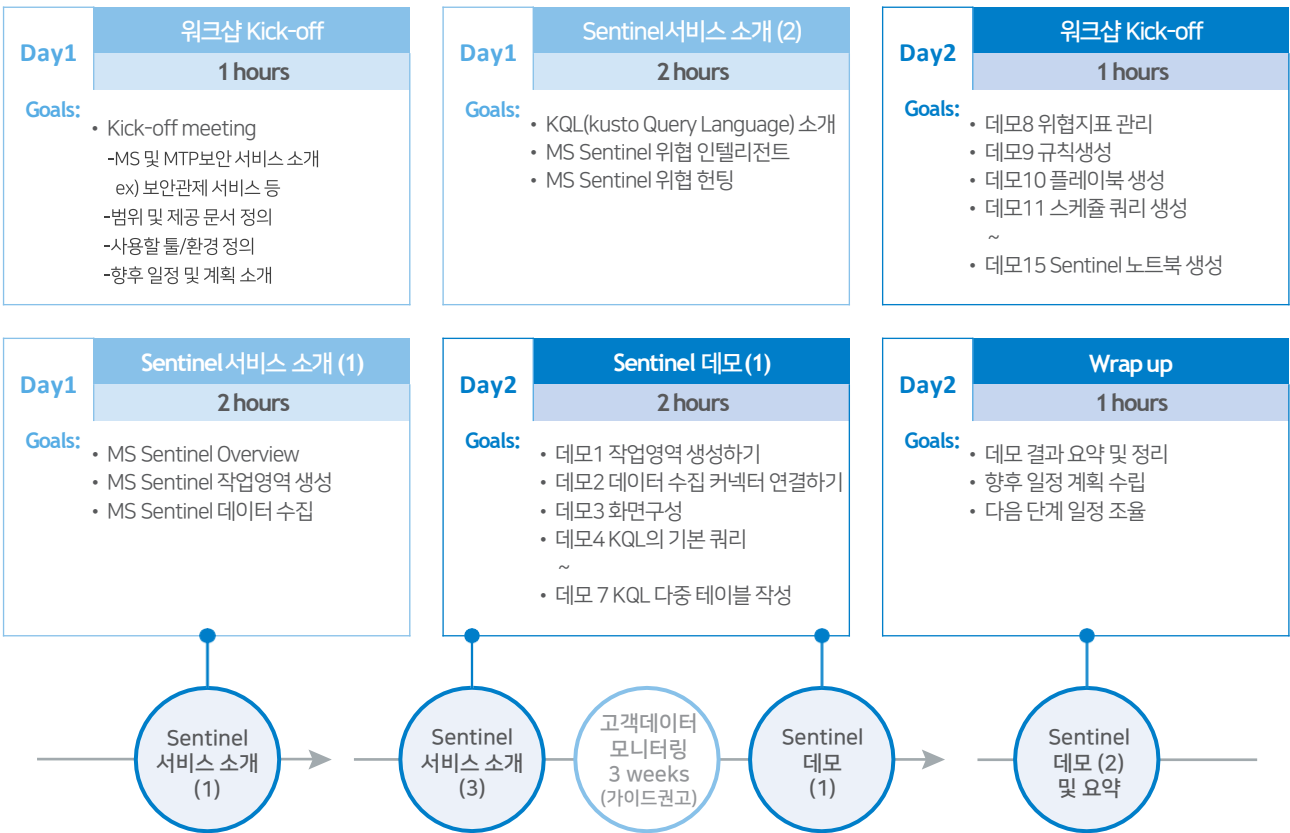 Day1
워크샵 Kick-off
1 hours
Goals:
• Kick-off meeting
-MS 및 MTP보안 서비스 소개
ex) 보안관제 서비스 등
-범위 및 제공 문서 정의
-사용할 툴/환경 정의
-향후 일정 및 계획 소개
Day1
Sentinel서비스 소개 (2)
2 hours
Goals:
• KQL(kusto Query Language) 소개
• MS Sentinel 위협 인텔리전트
• MS Sentinel 위협 헌팅
Day2
워크샵 Kick-off
1 hours
Goals:
• 데모8 위협지표 관리
• 데모9 규칙생성
• 데모10 플레이북 생성
• 데모11 스케쥴 쿼리 생성
~
• 데모15 Sentinel 노트북 생성
Day1
Sentinel서비스 소개 (1)
2 hours
Goals:
• MS Sentinel Overview
• MS Sentinel 작업영역 생성
• MS Sentinel 데이터 수집
Day2
Sentinel 데모 (1)
2 hours
Goals:
• 데모1 작업영역 생성하기
• 데모2 데이터 수집 커넥터 연결하기
• 데모3 화면구성
• 데모4 KQL의 기본 쿼리
~
• 데모 7 KQL 다중 테이블 작성
Day2
Wrap up
1 hours
Goals:
• 데모 결과 요약 및 정리
• 향후 일정 계획 수립
• 다음 단계 일정 조율
Sentinel
서비스 소개
(1)
Sentinel
서비스 소개
(3)
고객데이터
모니터링
3 weeks
(가이드권고)
Sentinel
데모
(1)
Sentinel
데모 (2)
및 요약